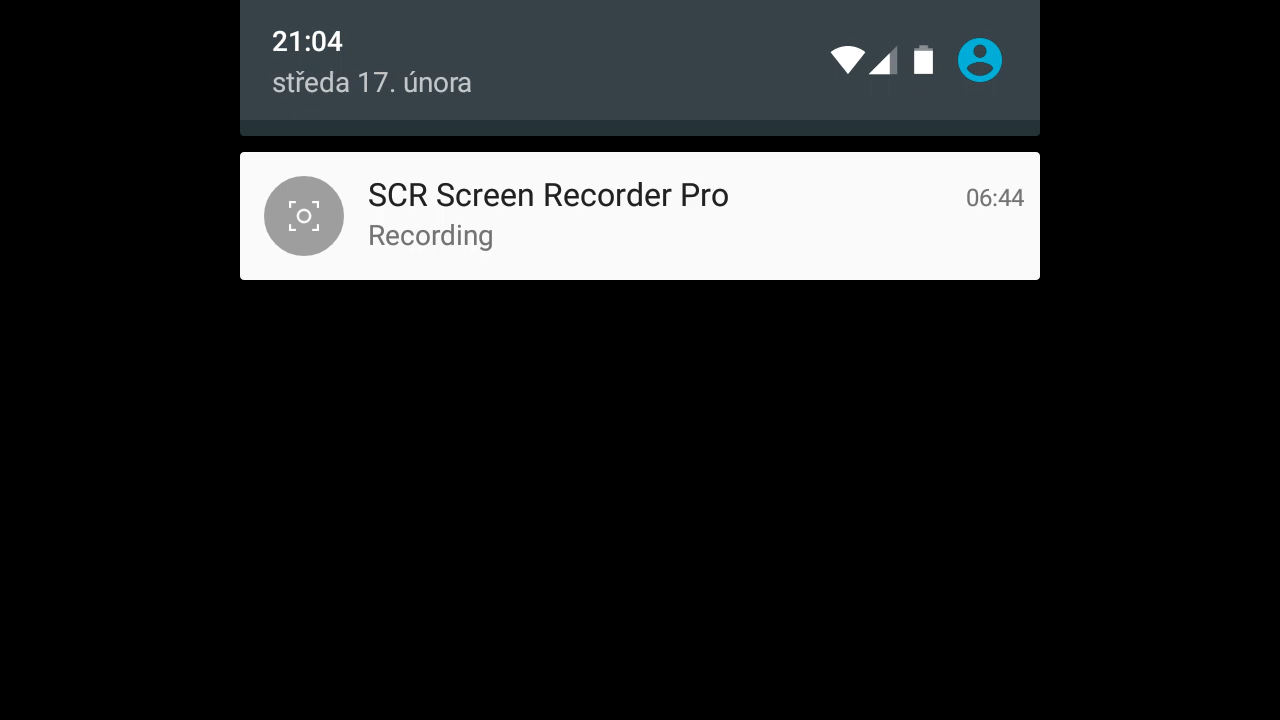 21:04
středa 17. února
SCR Screen Recorder Pro
06:44
Recording